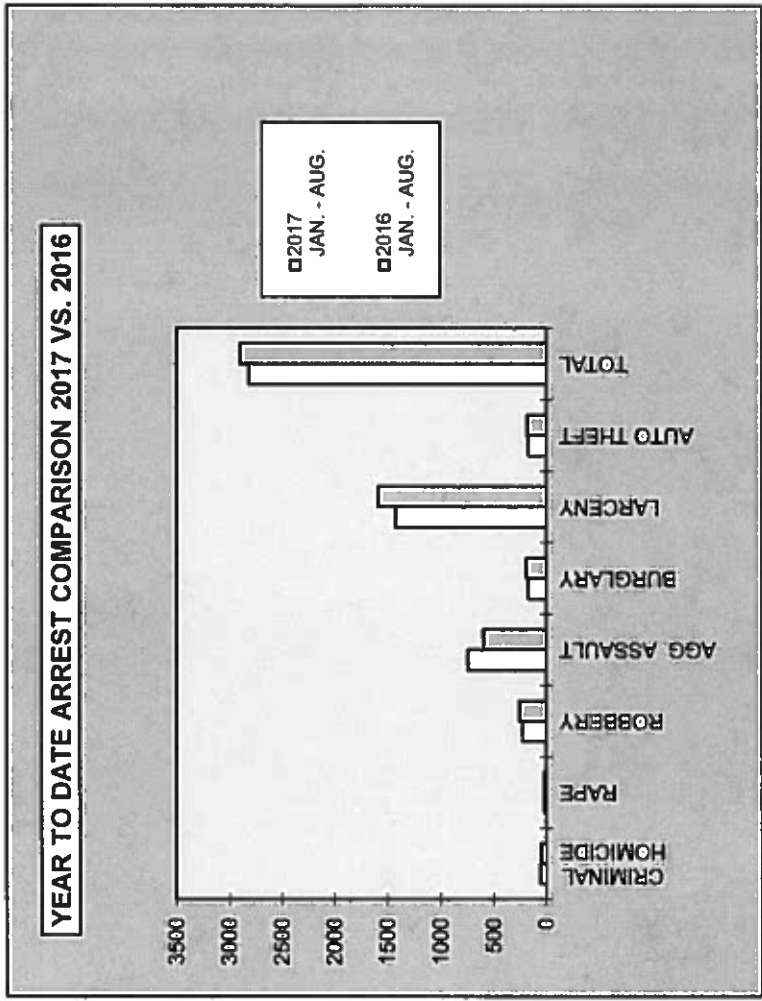 YEAR TO DATE ARREST COMPARISON 2017 VS. 2016
3500
3000
2500
2000
1500
1000
500
0
CRIMINAL
HOMICIDE
RAPE
ROBBERY
AGG. ASSAULT
BURGLARY
LARCENY
AUTO THEFT
TOTAL
2017
JAN. - AUG.
2016
JAN. - AUG.